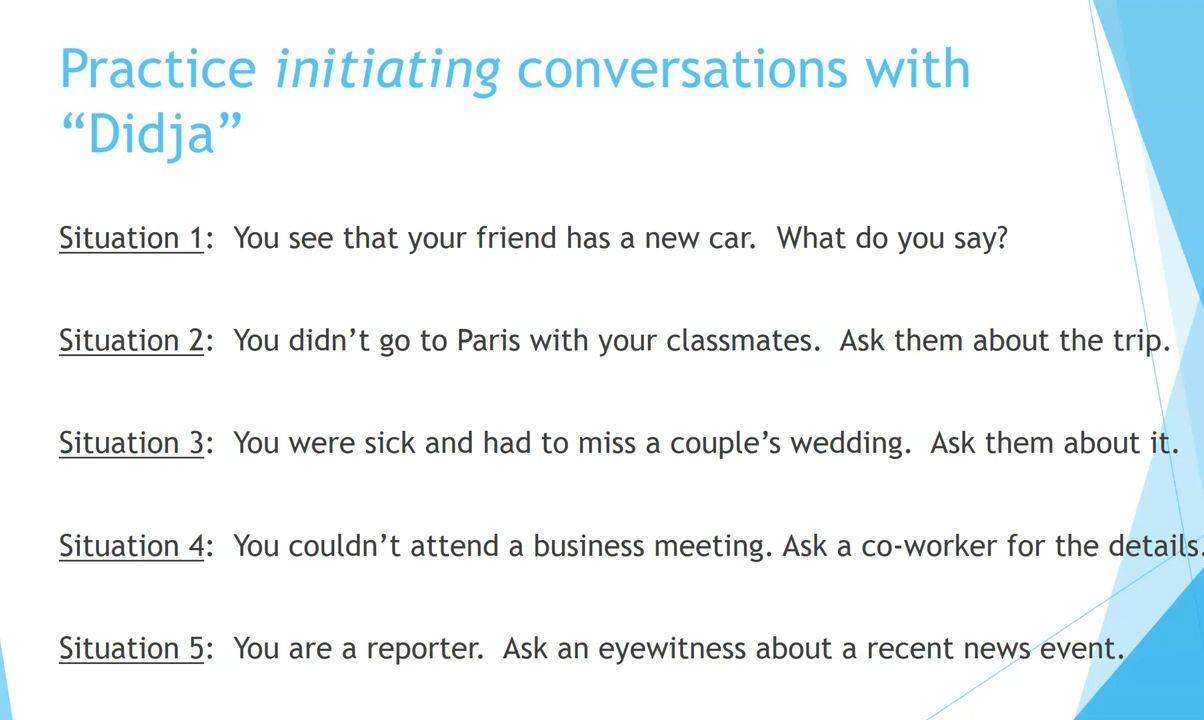 Practice initiating conversations with
“Didja”
Situation 1:  You see that your friend has a new car.  What do you say?
Situation 2:  You didn’t go to Paris with your classmates.  Ask them about the trip.
Situation 3:  You were sick and had to miss a couple’s wedding.  Ask them about it.
Situation 4:  You couldn’t attend a business meeting. Ask a co-worker for the details.
Situation 5:  You are a reporter.  Ask an eyewitness about a recent news event.